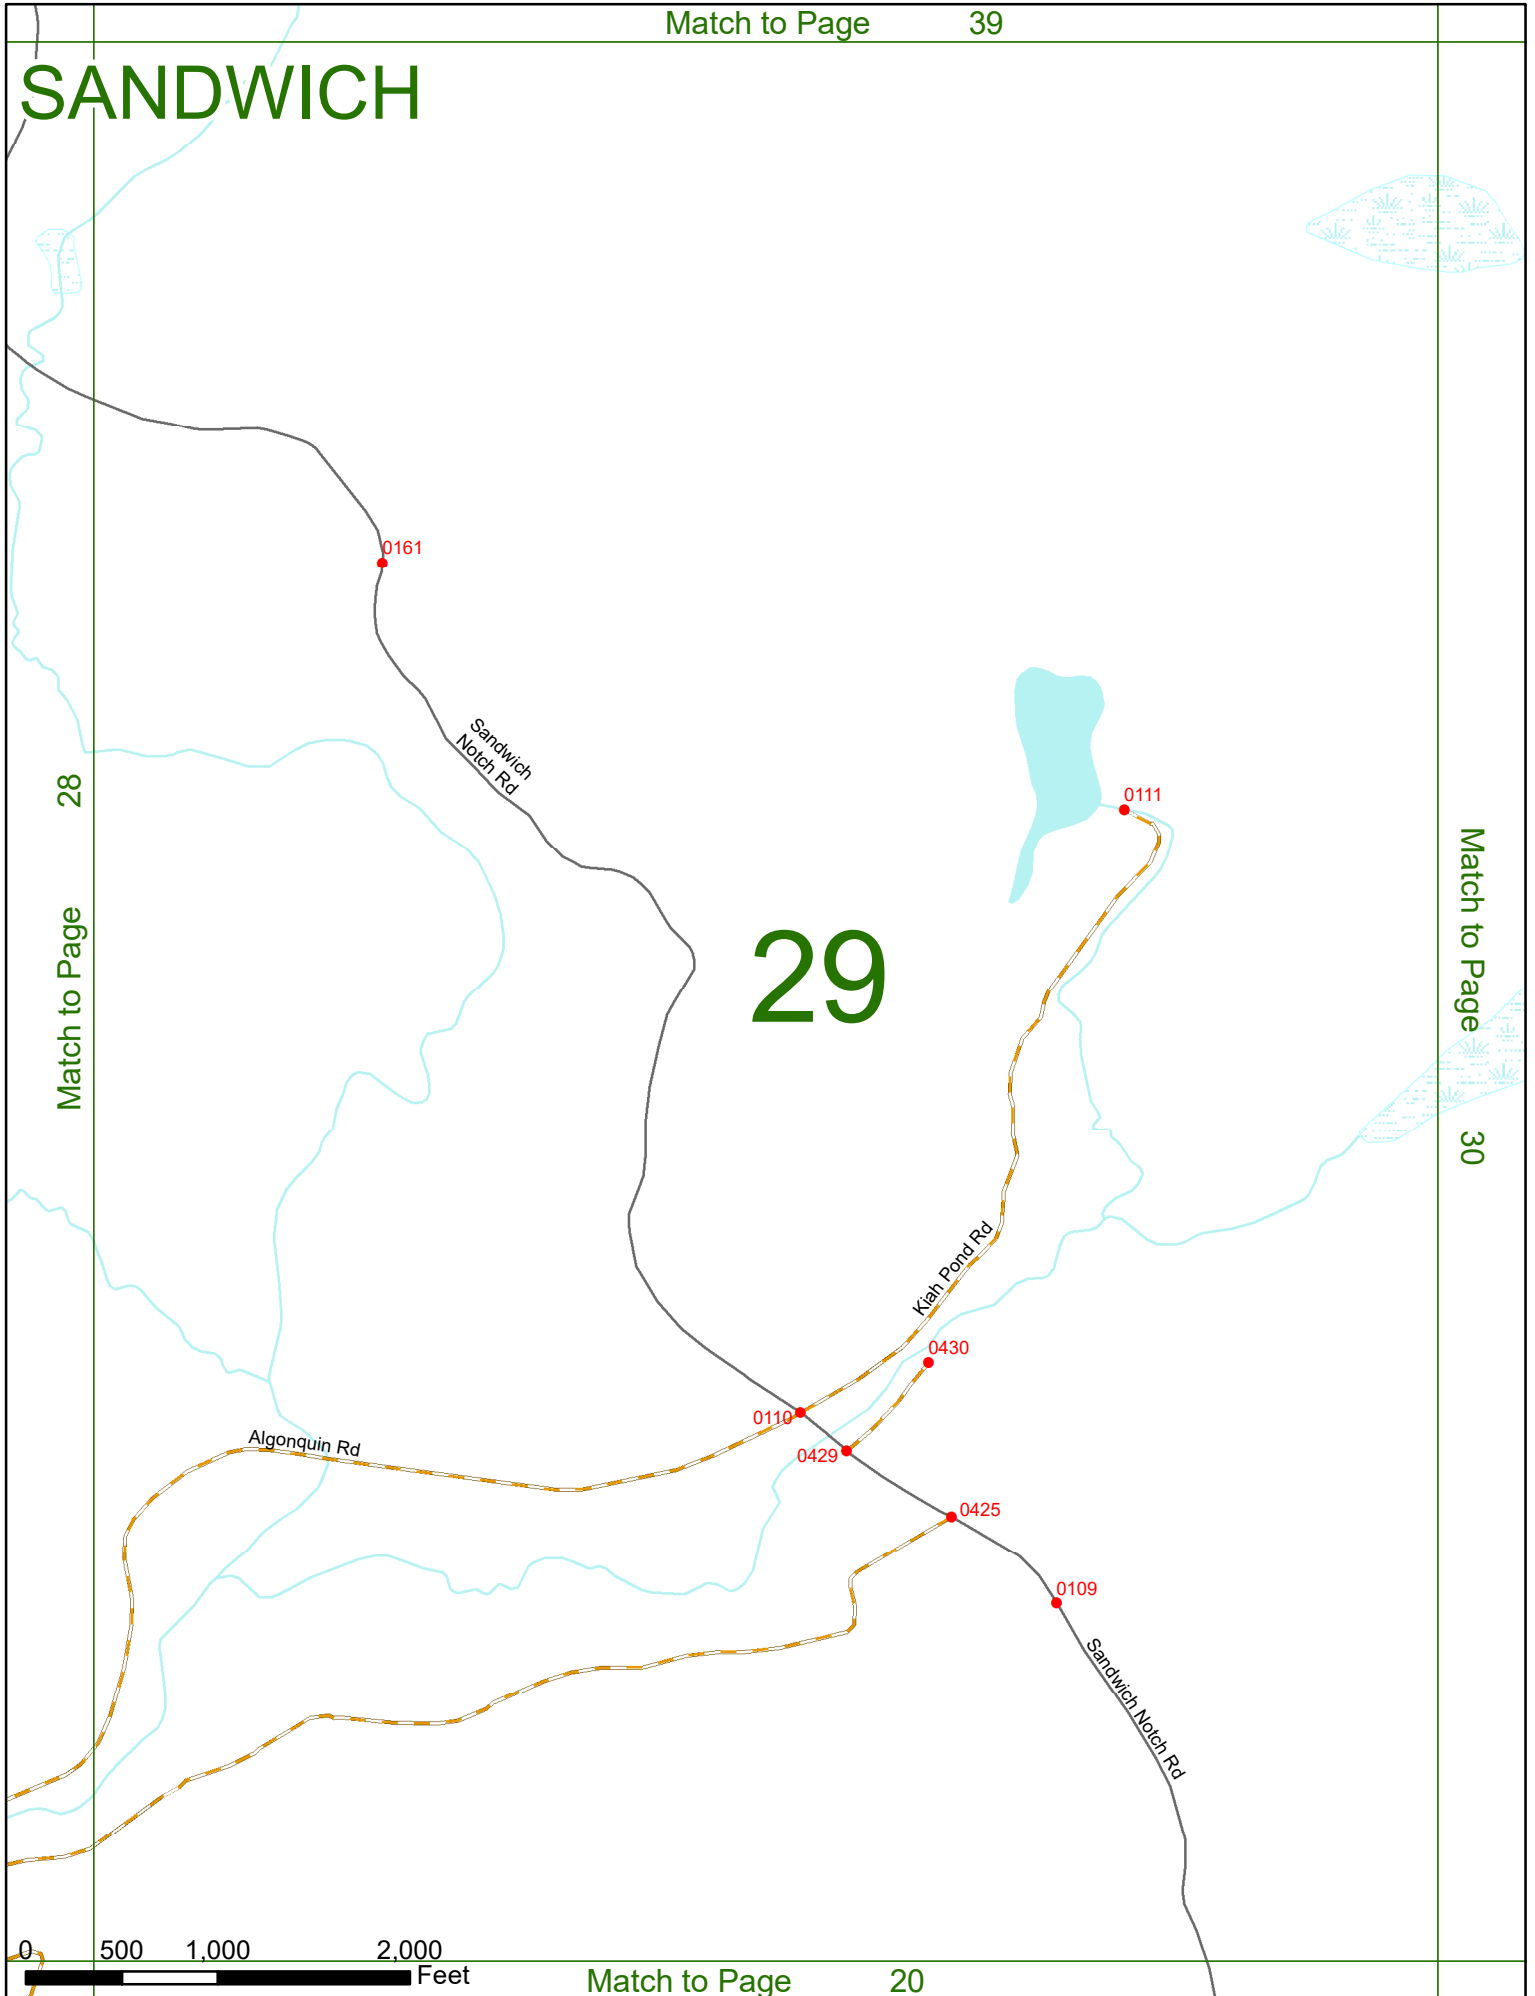 Match to Page 39
SANDWICH
0161
Sandwich
Notch Rd
0111
28
Match to Page
29
Match to Page
30
Kiah Pond Rd
0430
0110
0429
Algonquin Rd
0425
0109
Sandwich Notch Rd
0 500 1,000 2,000
Feet
Match to Page 20